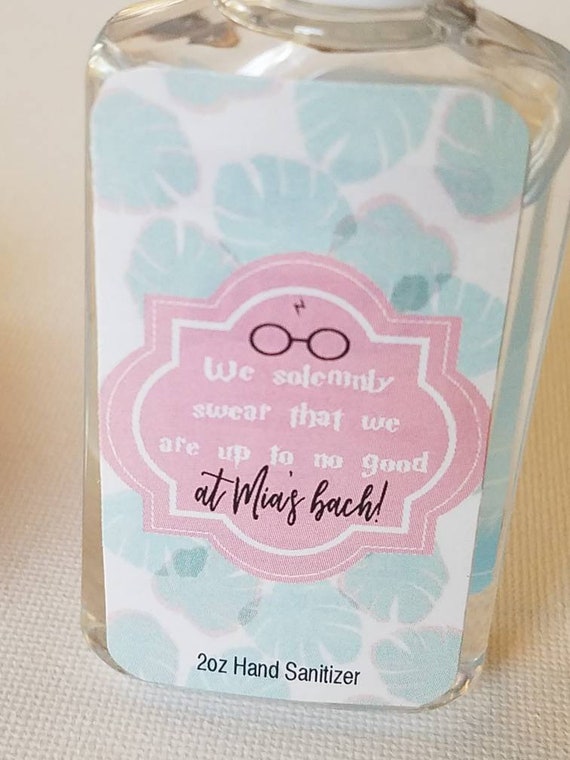 We solemnly
swear that we
are up to no good
at Mia's bach!
2oz Hand Sanitizer